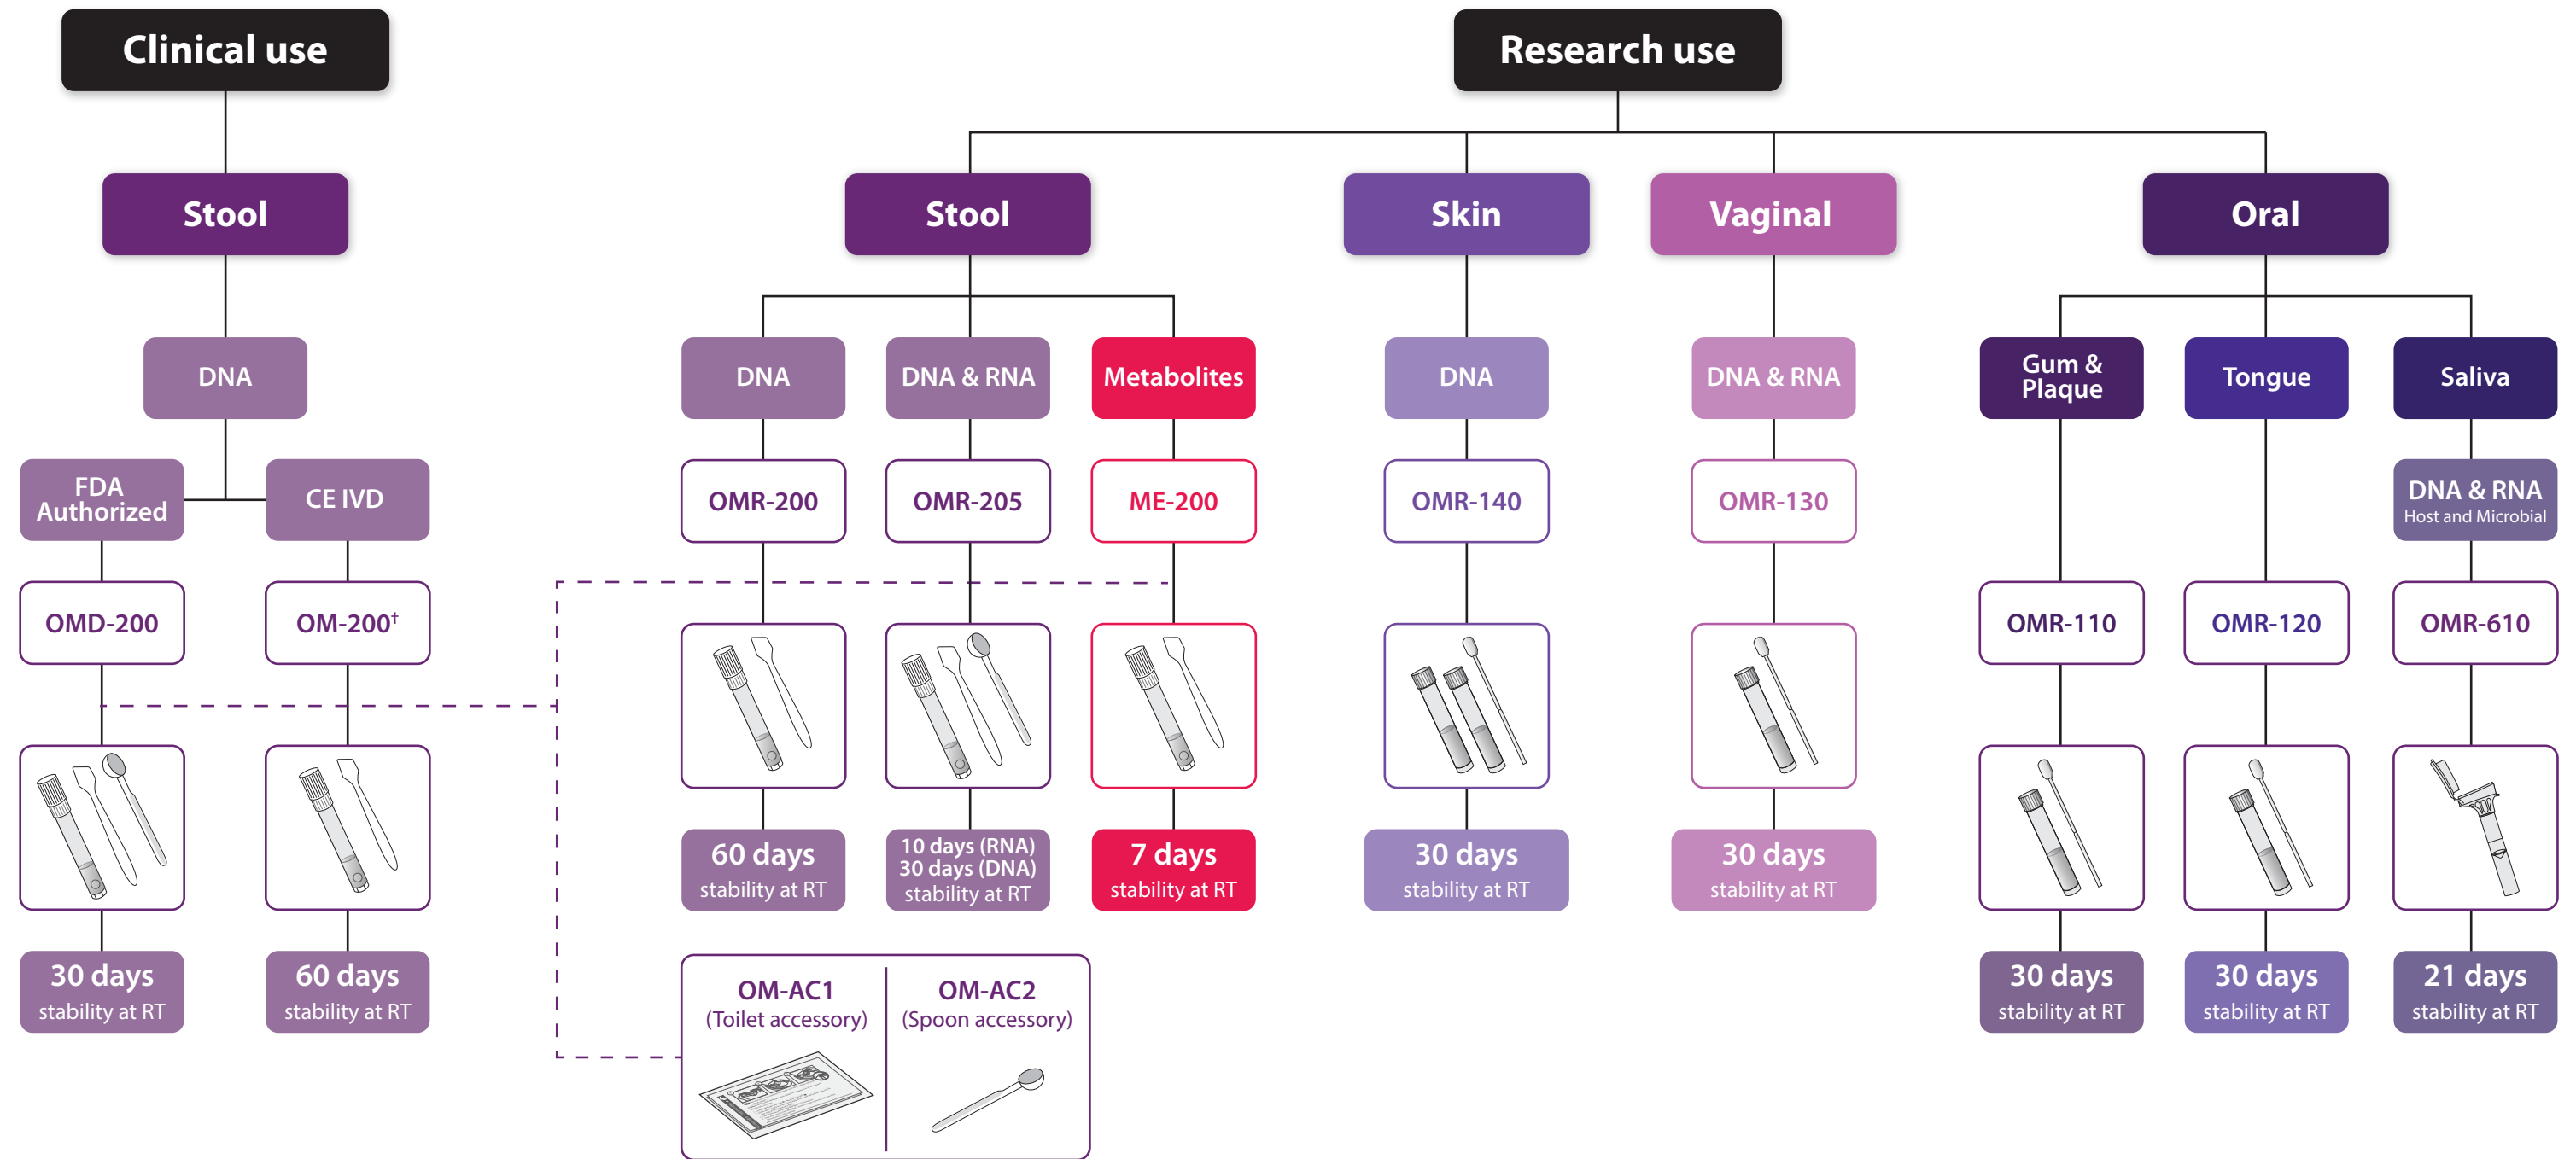 Clinical use
Research use
Stool
Stool
Skin
Vaginal
Oral
DNA
DNA
DNA & RNA
Metabolites
DNA
DNA & RNA
Gum &
Plaque
Tongue
Saliva
FDA
Authorized
CE IVD
OMR-200
OMR-205
ME-200
OMR-140
OMR-130
DNA & RNA
Host and Microbial
OMD-200
OM-200†
OMR-110
OMR-120
OMR-610
60 days
stability at RT
10 days (RNA)
30 days (DNA)
stability at RT
7 days
stability at RT
30 days
stability at RT
30 days
stability at RT
30 days
stability at RT
60 days
stability at RT
30 days
stability at RT
30 days
stability at RT
21 days
stability at RT
OM-AC1
(Toilet accessory)
OM-AC2
(Spoon accessory)